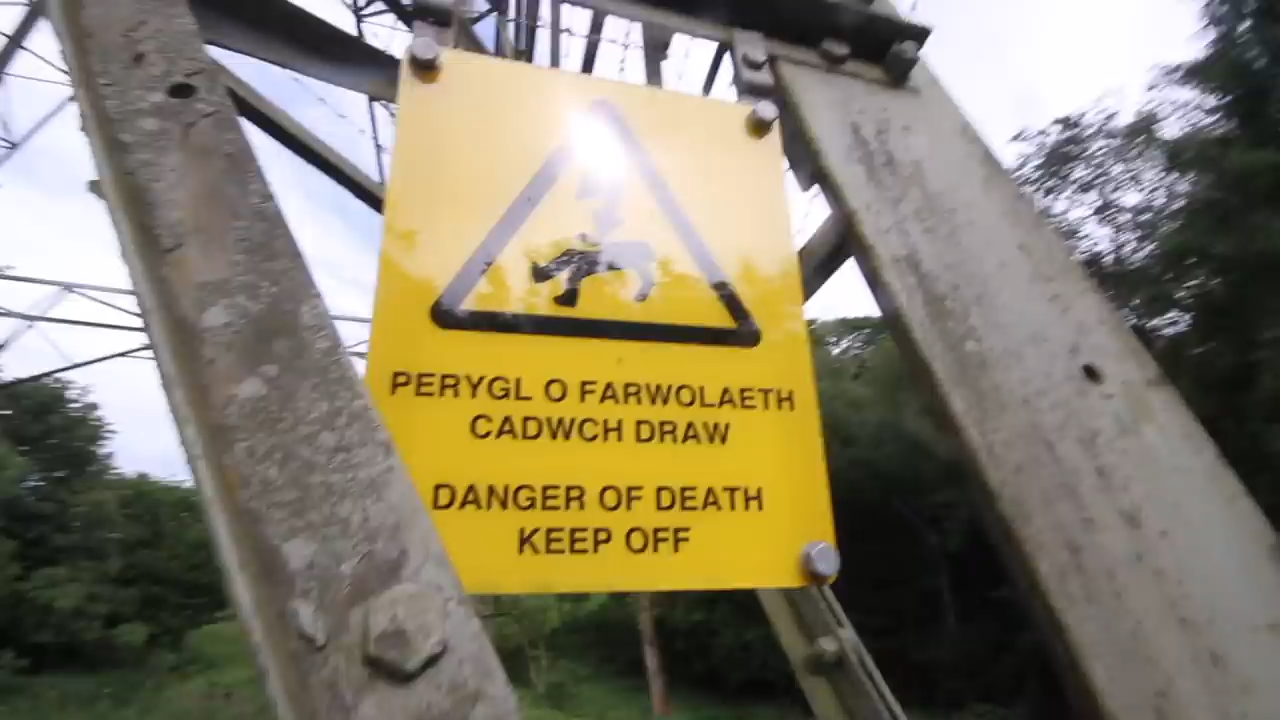 PERYGL O FARWOLAETH
CADWCH DRAW
DANGER OF DEATH
KEEP OFF